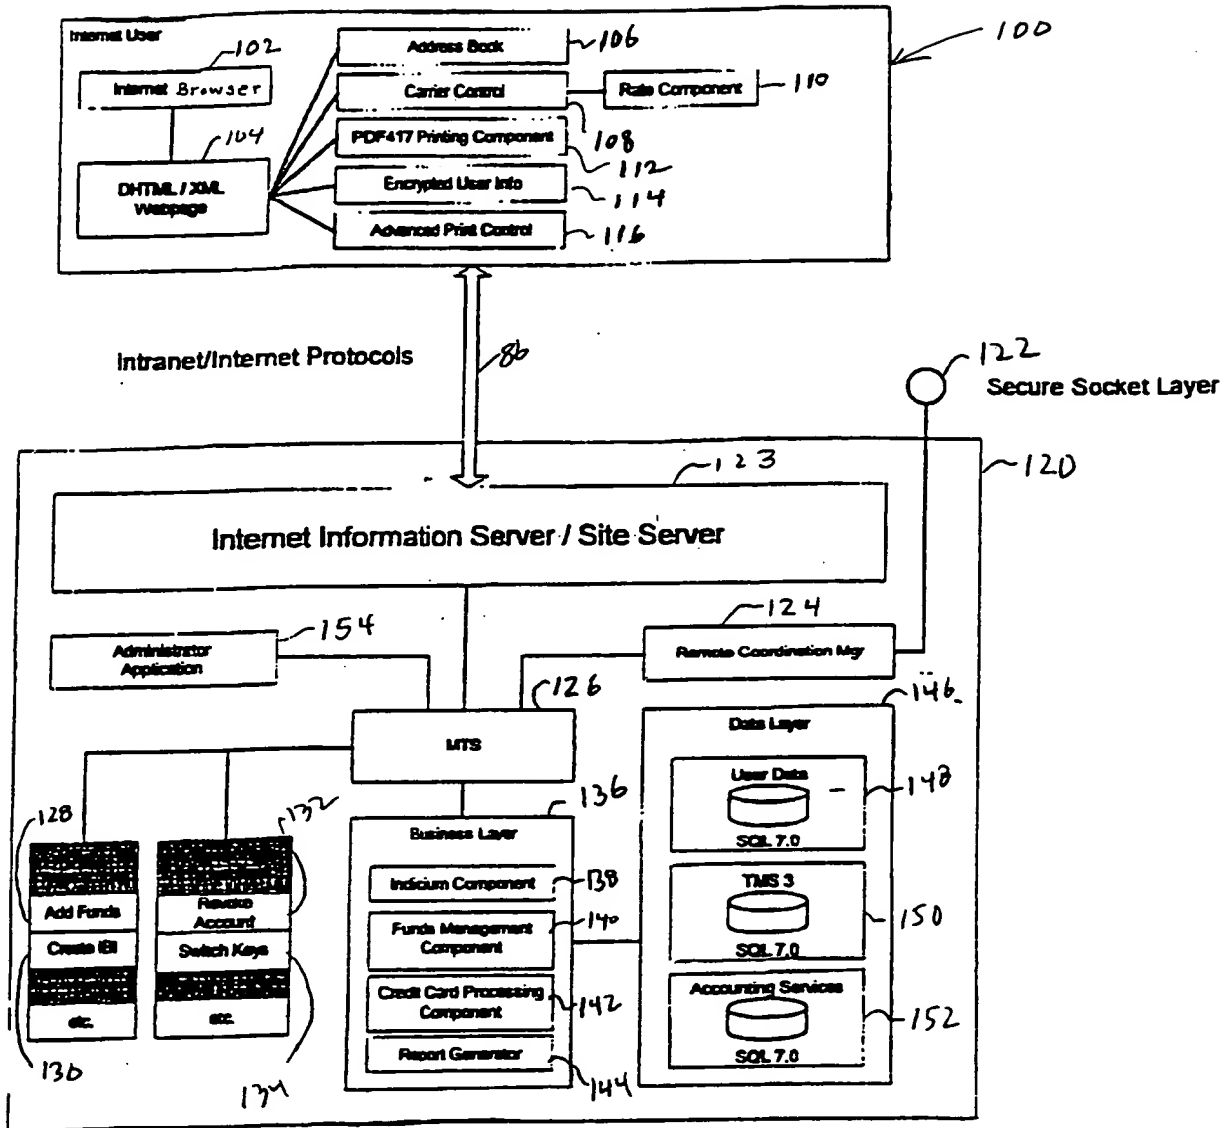 Internet User
102
Internet Browser
104
DHTML / XML
Webpage
Address Book
106
Carrier Control
108
Rate Component
110
PDF417 Printing Component
112
Encrypted User Info
114
Advanced Print Control
116
100
Intranet/Internet Protocols
86
122
Secure Socket Layer
120
123
Internet Information Server / Site Server
154
Administrator
Application
124
Remote Coordination Mgr
126
MTS
146
Data Layer
User Data
SQL 7.0
148
TMS 3
SQL 7.0
150
Accounting Services
SQL 7.0
152
136
Business Layer
Indicium Component
138
Funds Management
Component
140
Credit Card Processing
Component
142
Report Generator
144
128
Add Funds
Create IBI
etc.
130
132
Revoke
Account
Switch Keys
etc.
134